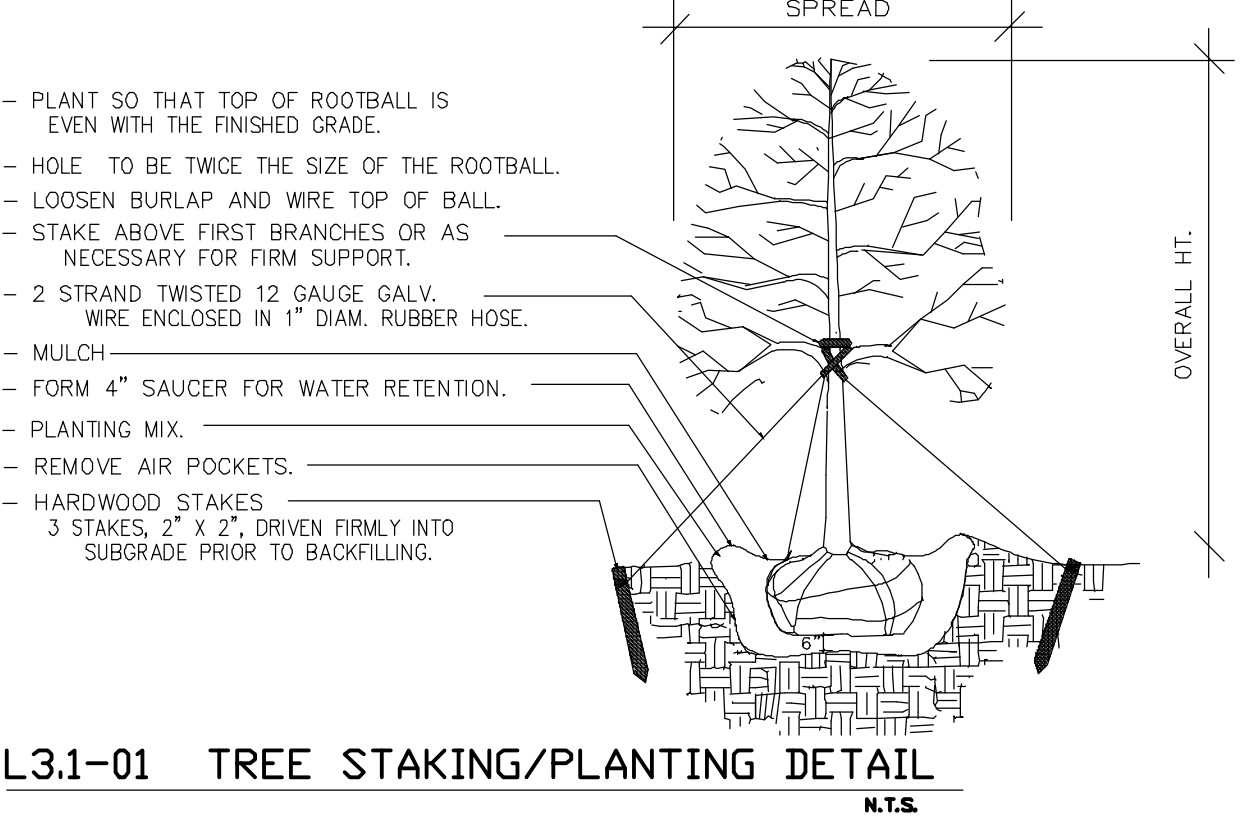 SPREAD
– PLANT SO THAT TOP OF ROOTBALL IS
EVEN WITH THE FINISHED GRADE.
– HOLE TO BE TWICE THE SIZE OF THE ROOTBALL.
– LOOSEN BURLAP AND WIRE TOP OF BALL.
– STAKE ABOVE FIRST BRANCHES OR AS
NECESSARY FOR FIRM SUPPORT.
– 2 STRAND TWISTED 12 GAUGE GALV.
WIRE ENCLOSED IN 1" DIAM. RUBBER HOSE.
– MULCH
– FORM 4" SAUCER FOR WATER RETENTION.
– PLANTING MIX.
– REMOVE AIR POCKETS.
– HARDWOOD STAKES
3 STAKES, 2" X 2", DRIVEN FIRMLY INTO
SUBGRADE PRIOR TO BACKFILLING.
OVERALL HT.
6"
L3.1-01 TREE STAKING/PLANTING DETAIL
N.T.S.